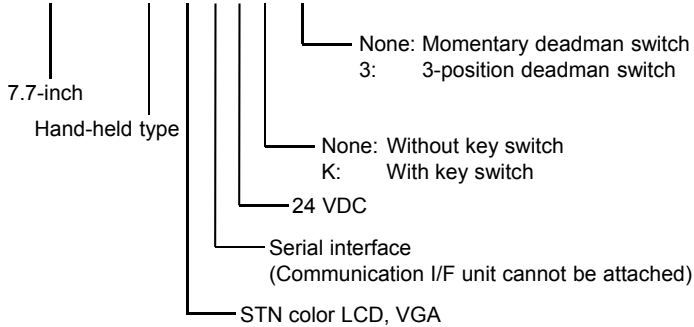 None: Momentary deadman switch
3: 3-position deadman switch
7.7-inch
Hand-held type
None: Without key switch
K: With key switch
24 VDC
Serial interface
(Communication I/F unit cannot be attached)
STN color LCD, VGA